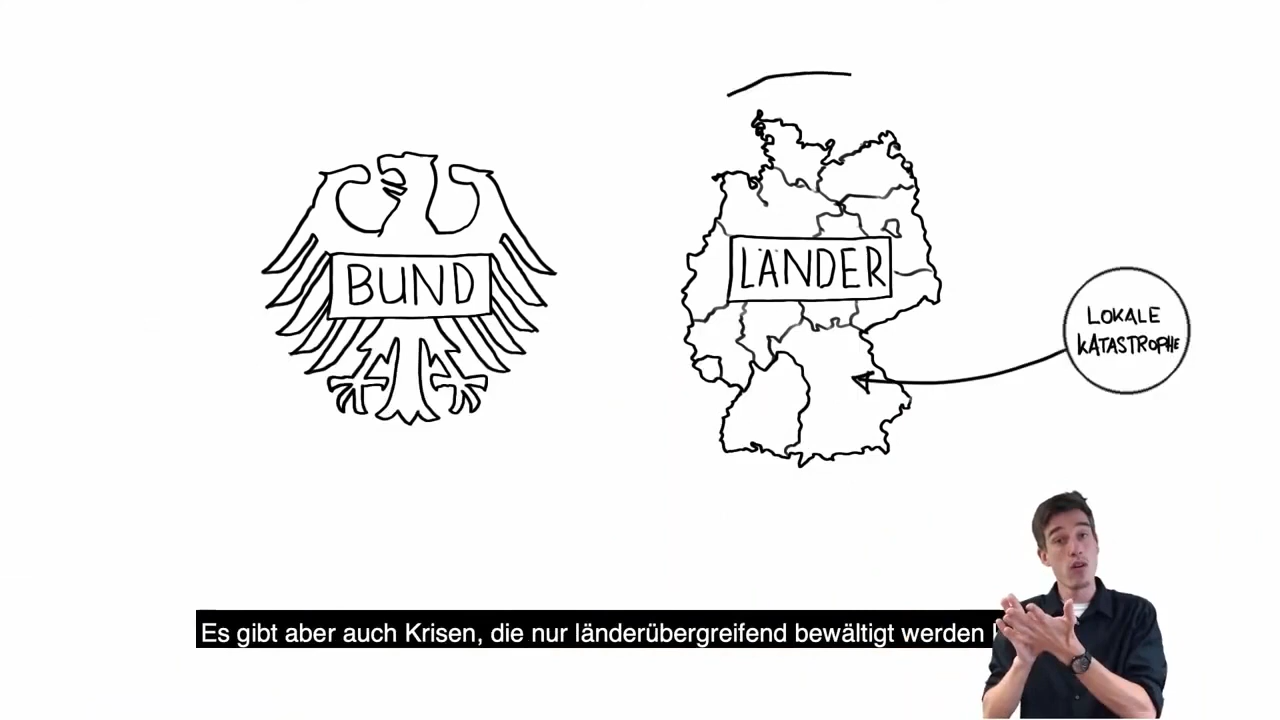 BUND
LÄNDER
LOKALE
KATASTROPHE
Es gibt aber auch Krisen, die nur länderübergreifend bewältigt werden